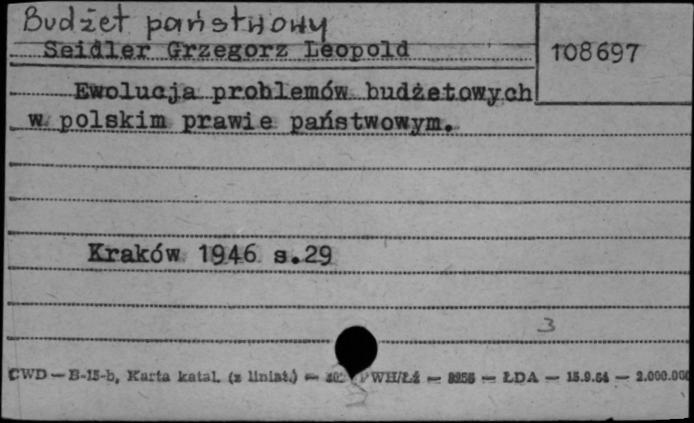 Budżet państwowy
Seidler Grzegorz Leopold
108697
Ewolucja problemów budżetowych
w polskim prawie państwowym.
Kraków 1946 s.29
3
CWD — B-15-b, Karta katal. (z liniat.) — PWH/Łź — — ŁDA — 15.9.64 — 2.000.000